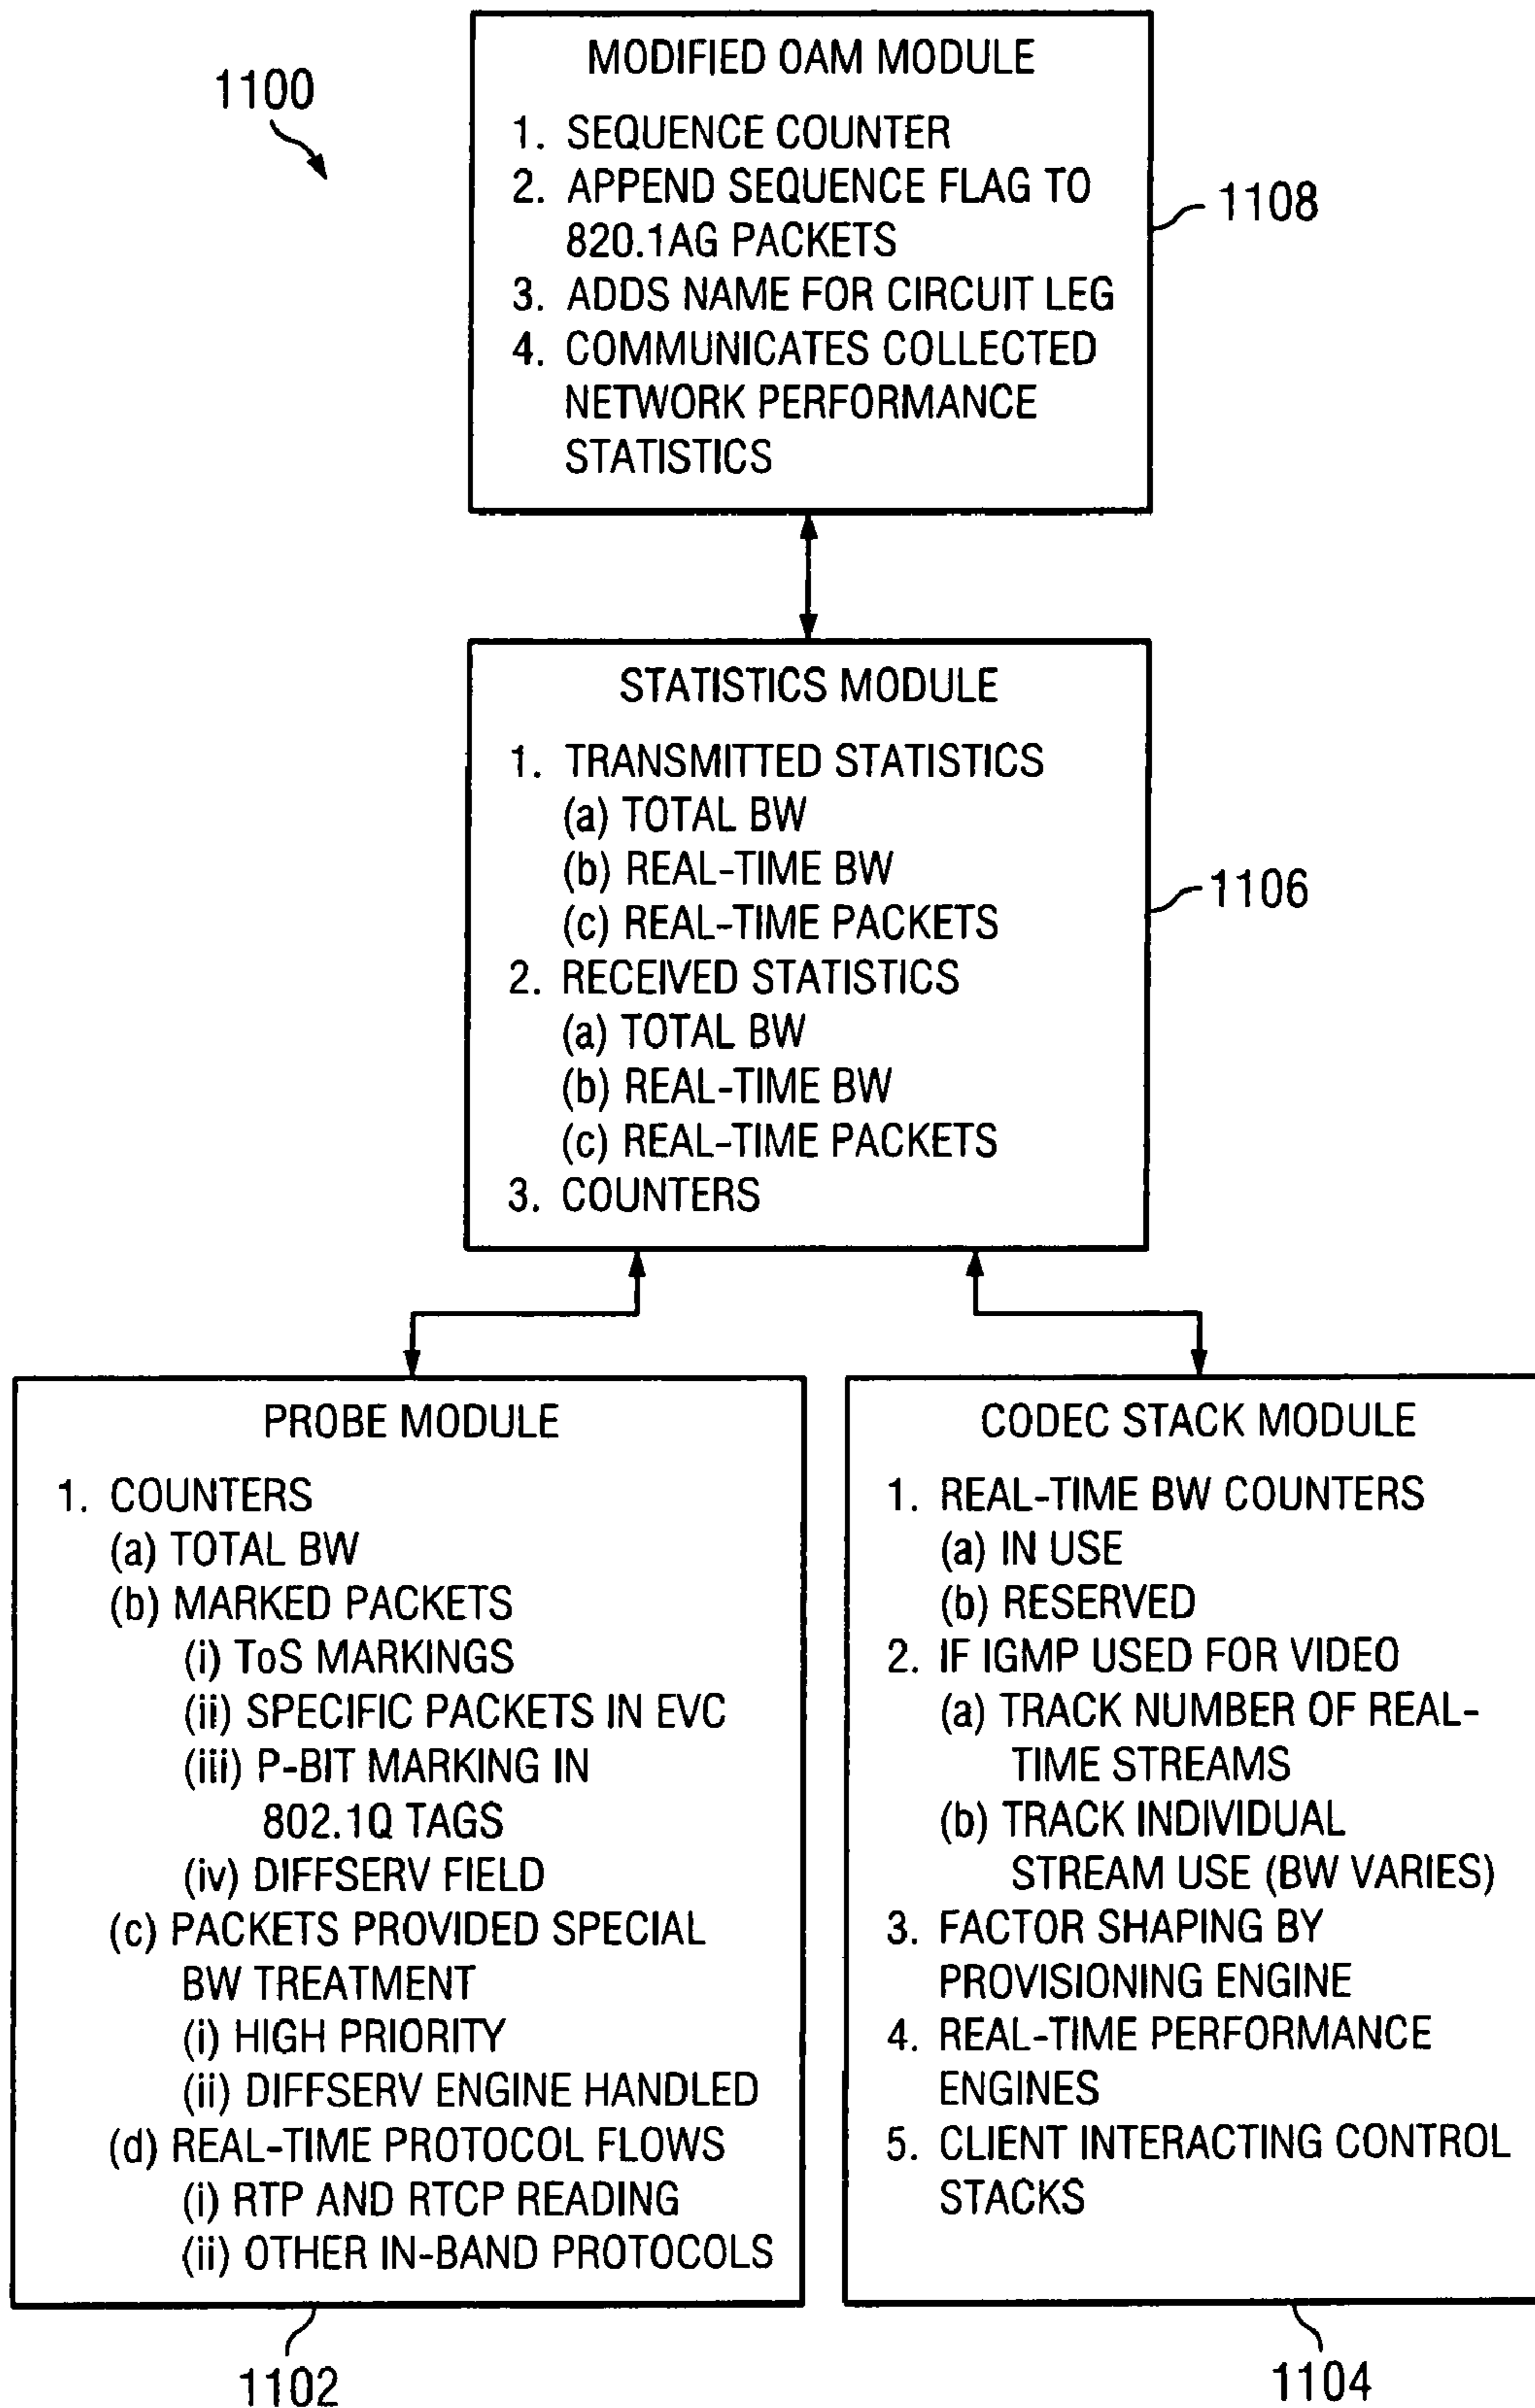 1100
MODIFIED OAM MODULE
1. SEQUENCE COUNTER
2. APPEND SEQUENCE FLAG TO
820.1AG PACKETS
3. ADDS NAME FOR CIRCUIT LEG
4. COMMUNICATES COLLECTED
NETWORK PERFORMANCE
STATISTICS
1108
STATISTICS MODULE
1. TRANSMITTED STATISTICS
(a) TOTAL BW
(b) REAL-TIME BW
(c) REAL-TIME PACKETS
2. RECEIVED STATISTICS
(a) TOTAL BW
(b) REAL-TIME BW
(c) REAL-TIME PACKETS
3. COUNTERS
1106
PROBE MODULE
1. COUNTERS
(a) TOTAL BW
(b) MARKED PACKETS
(i) ToS MARKINGS
(ii) SPECIFIC PACKETS IN EVC
(iii) P-BIT MARKING IN
802.1Q TAGS
(iv) DIFFSERV FIELD
(c) PACKETS PROVIDED SPECIAL
BW TREATMENT
(i) HIGH PRIORITY
(ii) DIFFSERV ENGINE HANDLED
(d) REAL-TIME PROTOCOL FLOWS
(i) RTP AND RTCP READING
(ii) OTHER IN-BAND PROTOCOLS
1102
CODEC STACK MODULE
1. REAL-TIME BW COUNTERS
(a) IN USE
(b) RESERVED
2. IF IGMP USED FOR VIDEO
(a) TRACK NUMBER OF REAL-
TIME STREAMS
(b) TRACK INDIVIDUAL
STREAM USE (BW VARIES)
3. FACTOR SHAPING BY
PROVISIONING ENGINE
4. REAL-TIME PERFORMANCE
ENGINES
5. CLIENT INTERACTING CONTROL
STACKS
1104